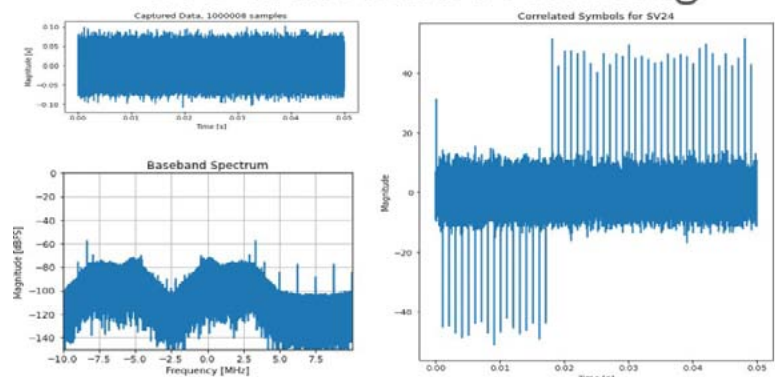 Captured Data, 1000008 samples
0.10
0.05
0.00
−0.05
−0.10
Magnitude [s]
0.00 0.01 0.02 0.03 0.04 0.05
Time [s]
Baseband Spectrum
0
−20
−40
−60
−80
−100
−120
−140
Magnitude [dBFS]
−10.0 −7.5 −5.0 −2.5 0.0 2.5 5.0 7.5
Frequency [MHz]
Correlated Symbols for SV24
40
20
0
−20
−40
Magnitude
0.00 0.01 0.02 0.03 0.04 0.05